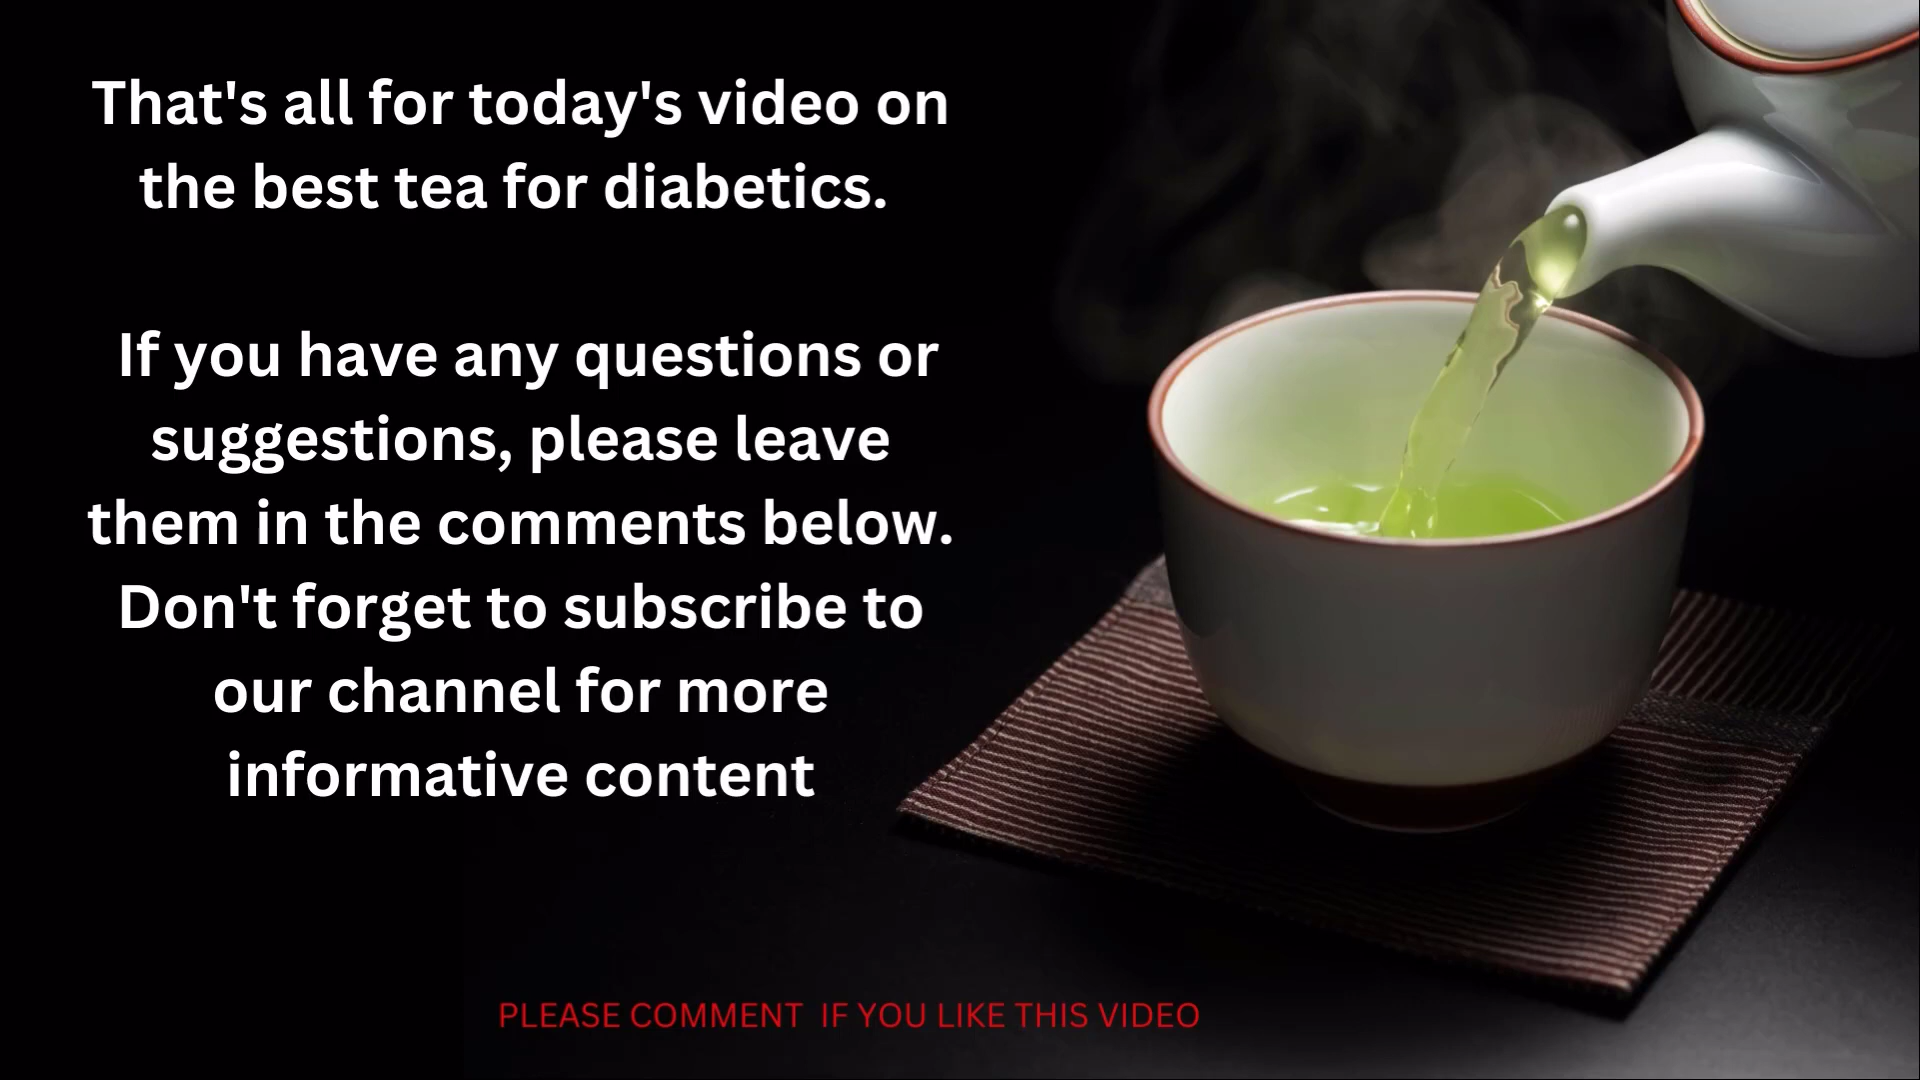 That's all for today's video on
the best tea for diabetics.
If you have any questions or
suggestions, please leave
them in the comments below.
Don't forget to subscribe to
our channel for more
informative content
PLEASE COMMENT  IF YOU LIKE THIS VIDEO